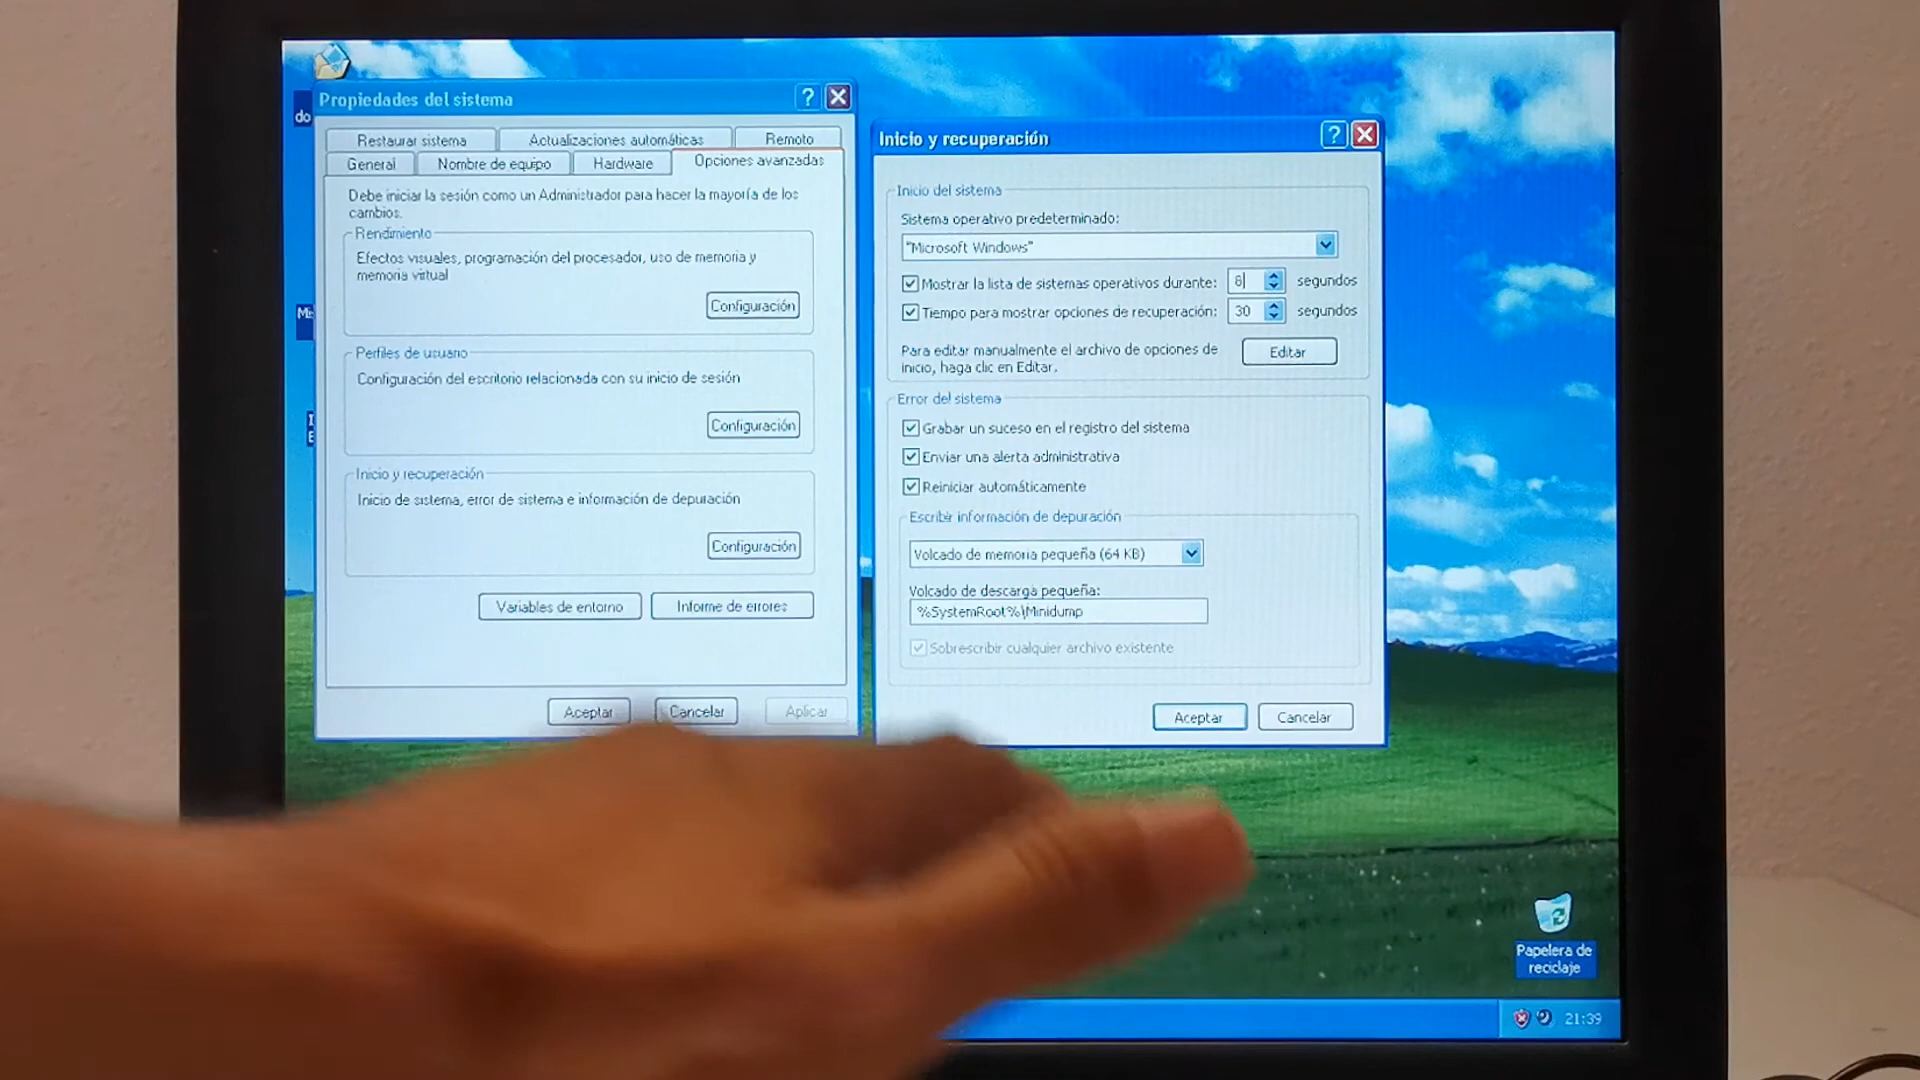 do
Propiedades del sistema
Restaurar sistema
Actualizaciones automáticas
Remoto
General
Nombre de equipo
Hardware
Opciones avanzadas
Debe iniciar la sesión como un Administrador para hacer la mayoría de los
cambios.
Rendimiento
Efectos visuales, programación del procesador, uso de memoria y
memoria virtual
Configuración
Perfiles de usuario
Configuración del escritorio relacionada con su inicio de sesión
Configuración
Inicio y recuperación
Inicio de sistema, error de sistema e información de depuración
Configuración
Variables de entorno
Informe de errores
Aceptar
Cancelar
Aplicar
Inicio y recuperación
Inicio del sistema
Sistema operativo predeterminado:
"Microsoft Windows"
Mostrar la lista de sistemas operativos durante: 8 segundos
Tiempo para mostrar opciones de recuperación: 30 segundos
Para editar manualmente el archivo de opciones de
inicio, haga clic en Editar.
Editar
Error del sistema
Grabar un suceso en el registro del sistema
Enviar una alerta administrativa
Reiniciar automáticamente
Escribir información de depuración
Volcado de memoria pequeña (64 KB)
Volcado de descarga pequeña:
%SystemRoot%\Minidump
Sobrescribir cualquier archivo existente
Aceptar
Cancelar
Papelera de
reciclaje
21:39